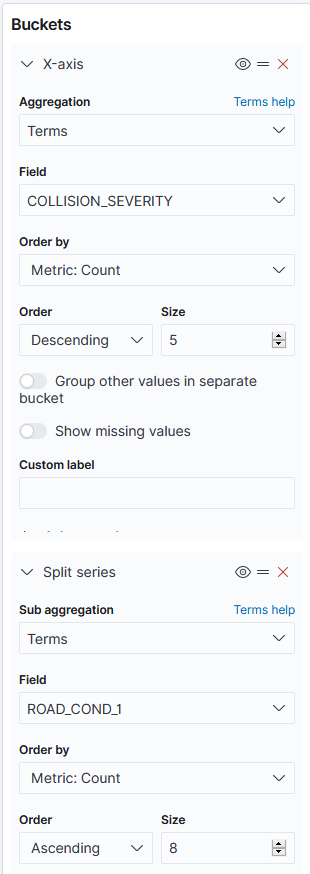 Buckets
X-axis
Aggregation Terms help
Terms
Field
COLLISION_SEVERITY
Order by
Metric: Count
Order Size
Descending 5
Group other values in separate
bucket
Show missing values
Custom label
Split series
Sub aggregation Terms help
Terms
Field
ROAD_COND_1
Order by
Metric: Count
Order Size
Ascending 8